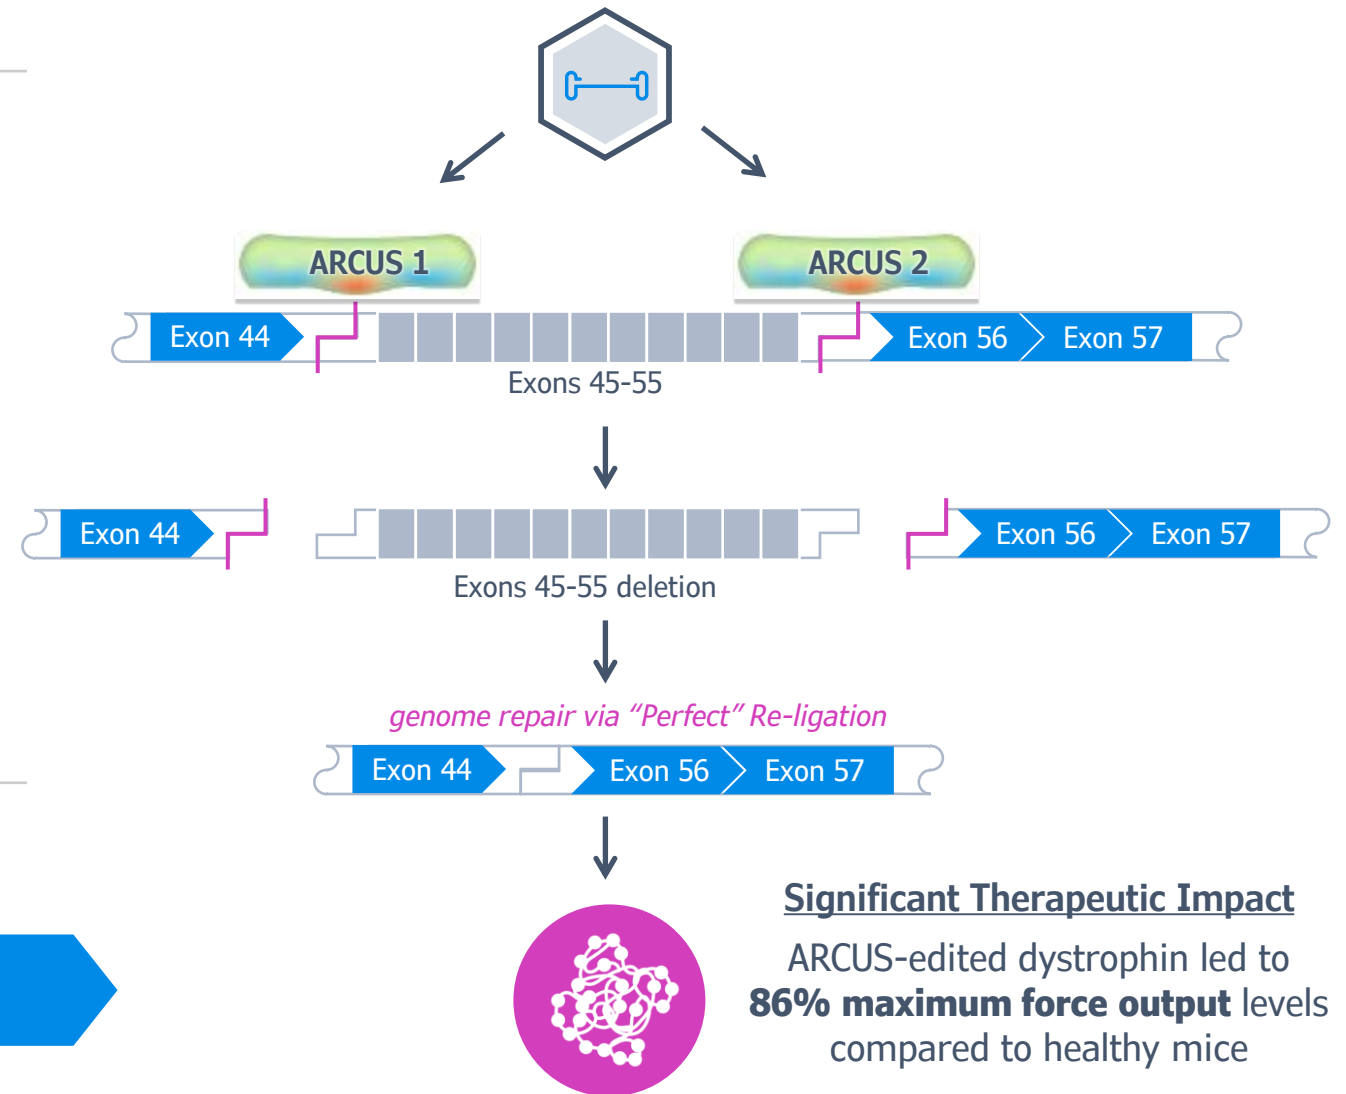 ARCUS 1
ARCUS 2
Exon 44
Exon 56
Exon 57
Exons 45-55
Exon 44
Exon 56
Exon 57
Exons 45-55 deletion
genome repair via “Perfect” Re-ligation
Exon 44
Exon 56
Exon 57
Significant Therapeutic Impact
ARCUS-edited dystrophin led to
86% maximum force output levels
compared to healthy mice